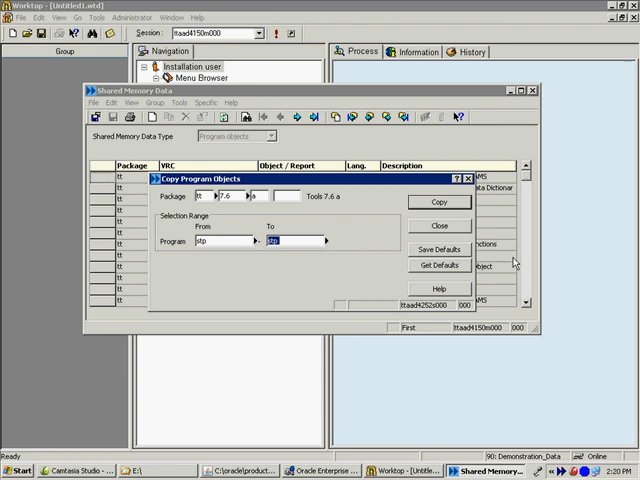 Worktop - [Untitled1.wtd]
File Edit View Options Administrator Window Help
Session: ttaad4150m000
Group
Navigation
Process Information History
Installation user
Menu Browser
Shared Memory Data
File Edit View Group Tools Specific Help
Shared Memory Data Type Program objects
Package VRC Object / Report Lang. Description
tt AMS
tt ata Dictionar
tt
tt
tt
tt
tt nctions
tt
tt bject
tt
tt
tt AMS
Copy Program Objects
Package tt 7.6 a Tools 7.6 a
Selection Range
From To
Program stp - stp
Copy
Close
Save Defaults
Get Defaults
Help
ttaad4252s000 000
First ttaad4150m000 000
Ready 90: Demonstration_Data Online
Start Camtasia Studio - ... E:\ C:\oracle\product... Oracle Enterprise ... Worktop - [Untitle... Shared Memory... 2:20 PM